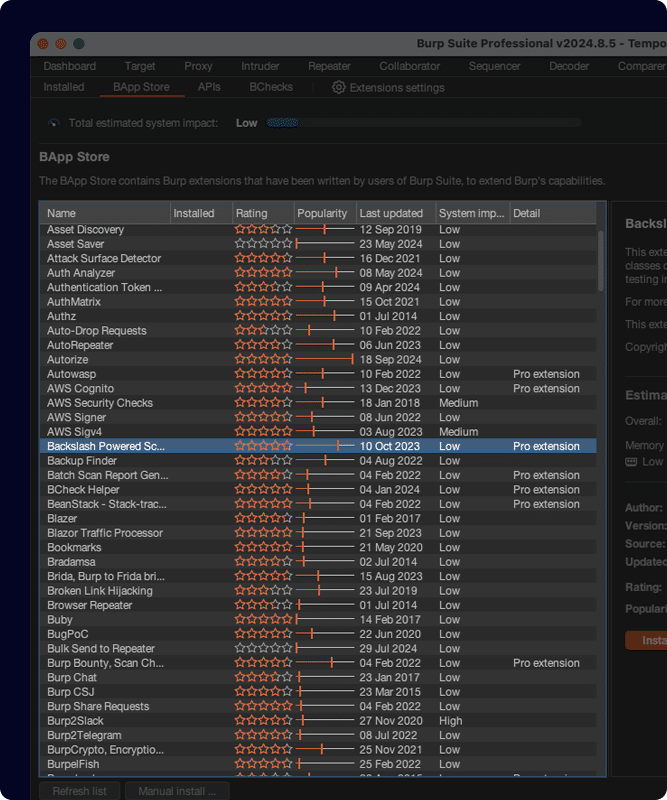 Burp Suite Professional v2024.8.5 - Tempo
Dashboard Target Proxy Intruder Repeater Collaborator Sequencer Decoder Comparer
Installed BApp Store APIs BChecks Extensions settings
Total estimated system impact: Low
BApp Store
The BApp Store contains Burp extensions that have been written by users of Burp Suite, to extend Burp's capabilities.
Name Installed Rating Popularity Last updated System imp... Detail
Asset Discovery 12 Sep 2019 Low
Asset Saver 23 May 2024 Low
Attack Surface Detector 16 Dec 2021 Low
Auth Analyzer 08 May 2024 Low
Authentication Token ... 09 Apr 2024 Low
AuthMatrix 15 Oct 2021 Low
Authz 01 Jul 2014 Low
Auto-Drop Requests 10 Feb 2022 Low
AutoRepeater 06 Jun 2023 Low
Autorize 18 Sep 2024 Low
Autowasp 10 Feb 2022 Low Pro extension
AWS Cognito 13 Dec 2023 Low Pro extension
AWS Security Checks 18 Jan 2018 Medium
AWS Signer 08 Jun 2022 Low
AWS Sigv4 03 Aug 2023 Medium
Backslash Powered Sc... 10 Oct 2023 Low Pro extension
Backup Finder 04 Aug 2022 Low
Batch Scan Report Gen... 04 Feb 2022 Low Pro extension
BCheck Helper 04 Jan 2024 Low Pro extension
BeanStack - Stack-trac... 04 Feb 2022 Low Pro extension
Blazer 01 Feb 2017 Low
Blazor Traffic Processor 21 Sep 2023 Low
Bookmarks 21 May 2020 Low
Bradamsa 02 Jul 2014 Low
Brida, Burp to Frida bri... 15 Aug 2023 Low
Broken Link Hijacking 23 Jul 2019 Low
Browser Repeater 01 Jul 2014 Low
Buby 14 Feb 2017 Low
BugPoC 22 Jun 2020 Low
Bulk Send to Repeater 29 Jul 2024 Low
Burp Bounty, Scan Ch... 04 Feb 2022 Low Pro extension
Burp Chat 23 Jan 2017 Low
Burp CSJ 23 Mar 2015 Low
Burp Share Requests 04 Feb 2022 Low
Burp2Slack 27 Nov 2020 High
Burp2Telegram 08 Jul 2022 Low
BurpCrypto, Encryptio... 25 Nov 2021 Low
BurpelFish 25 Feb 2022 Low
Refresh list Manual install ...
Backsl
This exte
classes o
testing in
For more
This exte
Copyrigh
Estima
Overall:
Memory
Low
Author:
Version:
Source:
Updated
Rating:
Populari
Insta